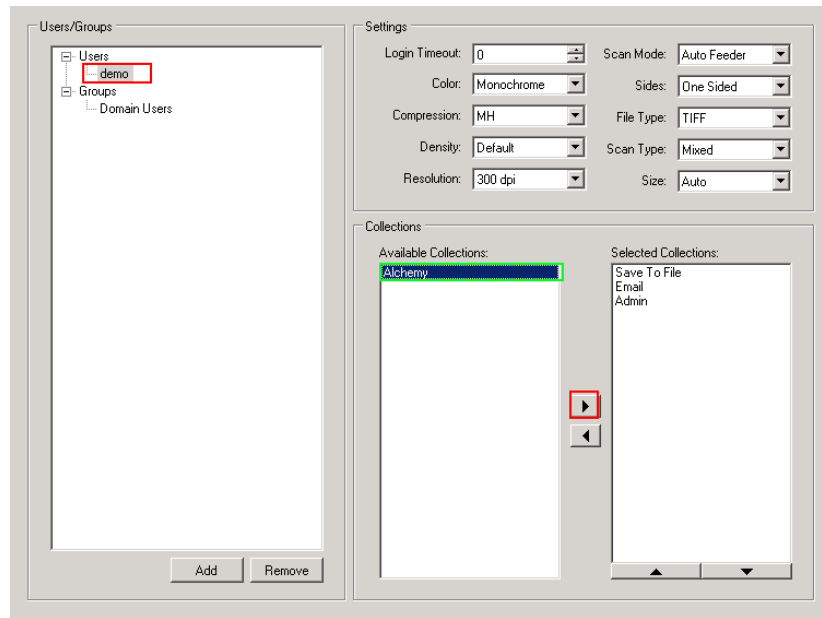 Users/Groups
Users
demo
Groups
Domain Users
Add
Remove
Settings
Login Timeout: 0
Color: Monochrome
Compression: MH
Density: Default
Resolution: 300 dpi
Scan Mode: Auto Feeder
Sides: One Sided
File Type: TIFF
Scan Type: Mixed
Size: Auto
Collections
Available Collections:
Alchemy
Selected Collections:
Save To File
Email
Admin